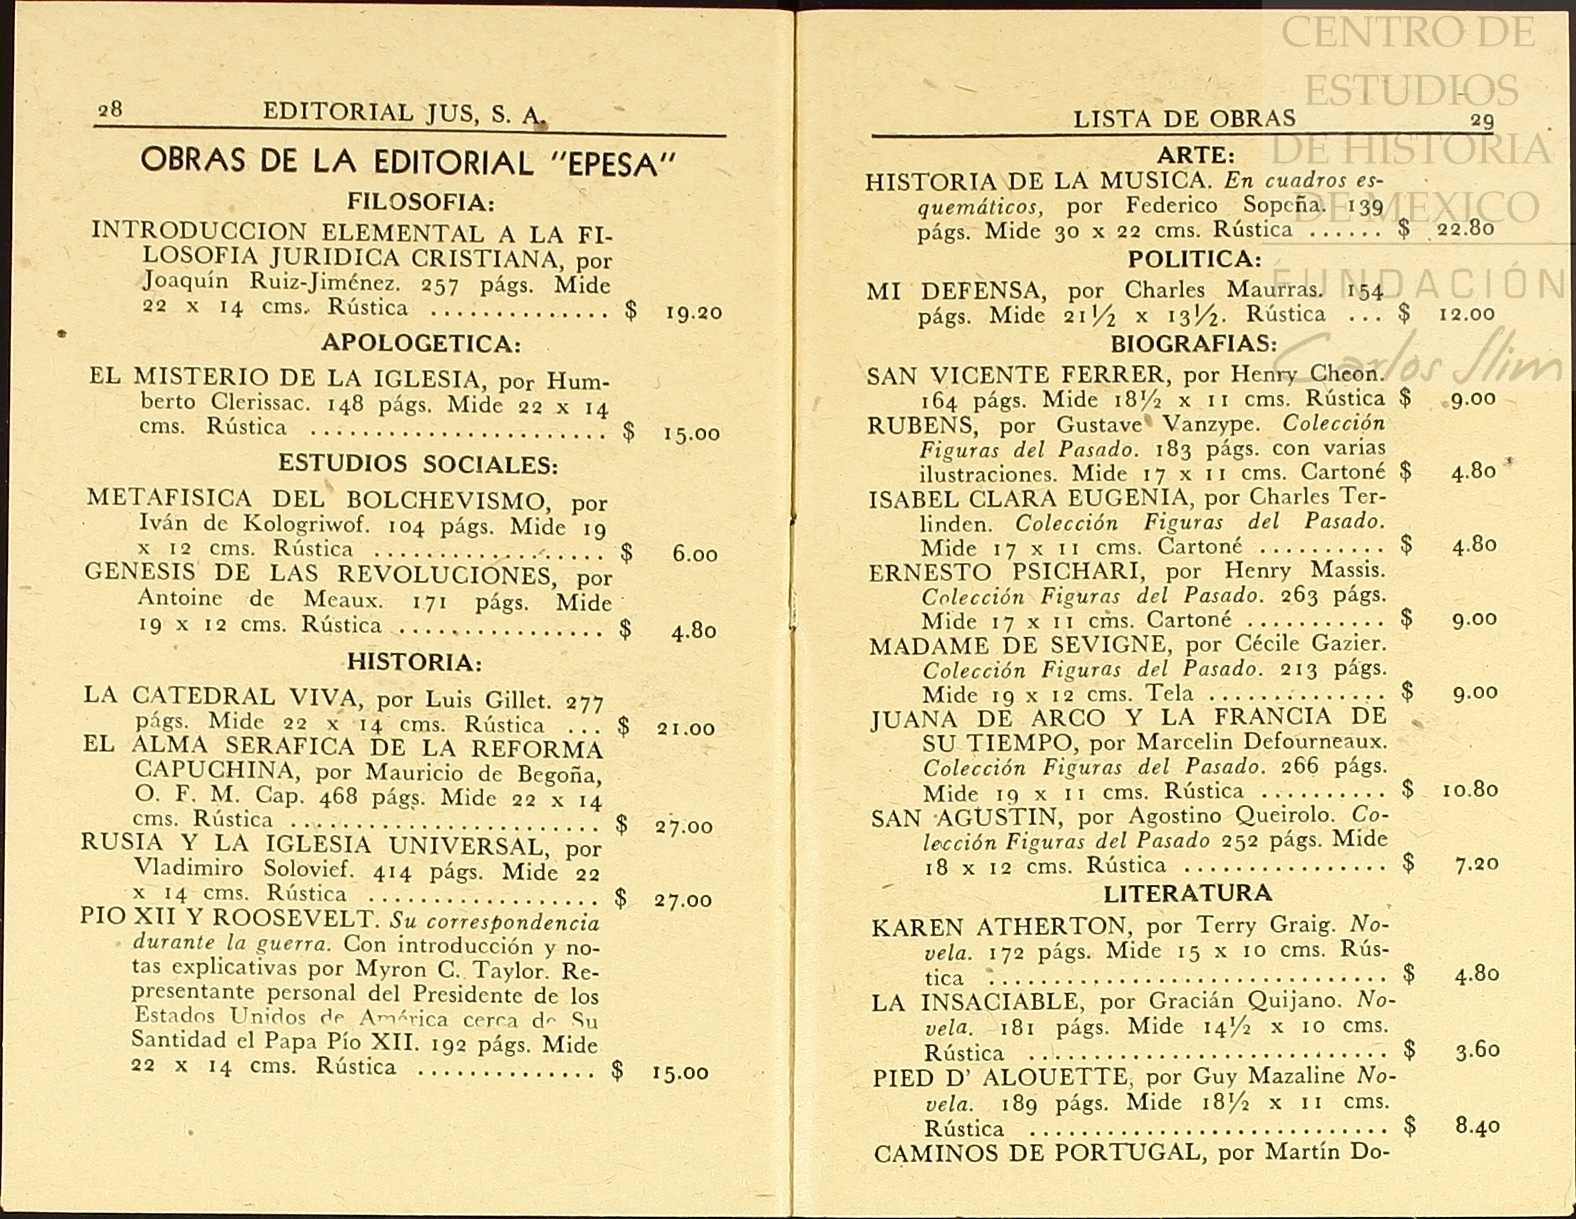 28 EDITORIAL JUS, S. A.
OBRAS DE LA EDITORIAL "EPESA"
FILOSOFIA:
INTRODUCCION ELEMENTAL A LA FI-
LOSOFIA JURIDICA CRISTIANA, por
Joaquín Ruiz-Jiménez. 257 págs. Mide
22 x 14 cms. Rústica .............. $ 19.20
APOLOGETICA:
EL MISTERIO DE LA IGLESIA, por Hum-
berto Clerissac. 148 págs. Mide 22 x 14
cms. Rústica ....................... $ 15.00
ESTUDIOS SOCIALES:
METAFISICA DEL BOLCHEVISMO, por
Iván de Kologriwof. 104 págs. Mide 19
x 12 cms. Rústica .................. $ 6.00
GENESIS DE LAS REVOLUCIONES, por
Antoine de Meaux. 171 págs. Mide
19 x 12 cms. Rústica ................ $ 4.80
HISTORIA:
LA CATEDRAL VIVA, por Luis Gillet. 277
págs. Mide 22 x 14 cms. Rústica ... $ 21.00
EL ALMA SERAFICA DE LA REFORMA
CAPUCHINA, por Mauricio de Begoña,
O. F. M. Cap. 468 págs. Mide 22 x 14
cms. Rústica ........................ $ 27.00
RUSIA Y LA IGLESIA UNIVERSAL, por
Vladimiro Solovief. 414 págs. Mide 22
x 14 cms. Rústica .................. $ 27.00
PIO XII Y ROOSEVELT. Su correspondencia
durante la guerra. Con introducción y no-
tas explicativas por Myron C. Taylor. Re-
presentante personal del Presidente de los
Estados Unidos de América cerca de Su
Santidad el Papa Pío XII. 192 págs. Mide
22 x 14 cms. Rústica .............. $ 15.00
LISTA DE OBRAS 29
ARTE:
HISTORIA DE LA MUSICA. En cuadros es-
quemáticos, por Federico Sopeña. 139
págs. Mide 30 x 22 cms. Rústica ...... $ 22.80
POLITICA:
MI DEFENSA, por Charles Maurras. 154
págs. Mide 21½ x 13½. Rústica ... $ 12.00
BIOGRAFIAS:
SAN VICENTE FERRER, por Henry Cheon.
164 págs. Mide 18½ x 11 cms. Rústica $ 9.00
RUBENS, por Gustave Vanzype. Colección
Figuras del Pasado. 183 págs. con varias
ilustraciones. Mide 17 x 11 cms. Cartoné $ 4.80
ISABEL CLARA EUGENIA, por Charles Ter-
linden. Colección Figuras del Pasado.
Mide 17 x 11 cms. Cartoné .......... $ 4.80
ERNESTO PSICHARI, por Henry Massis.
Colección Figuras del Pasado. 263 págs.
Mide 17 x 11 cms. Cartoné ........... $ 9.00
MADAME DE SEVIGNE, por Cécile Gazier.
Colección Figuras del Pasado. 213 págs.
Mide 19 x 12 cms. Tela .............. $ 9.00
JUANA DE ARCO Y LA FRANCIA DE
SU TIEMPO, por Marcelin Defourneaux.
Colección Figuras del Pasado. 266 págs.
Mide 19 x 11 cms. Rústica .......... $ 10.80
SAN AGUSTIN, por Agostino Queirolo. Co-
lección Figuras del Pasado 252 págs. Mide
18 x 12 cms. Rústica ................ $ 7.20
LITERATURA
KAREN ATHERTON, por Terry Graig. No-
vela. 172 págs. Mide 15 x 10 cms. Rús-
tica ............................... $ 4.80
LA INSACIABLE, por Gracián Quijano. No-
vela. 181 págs. Mide 14½ x 10 cms.
Rústica ............................ $ 3.60
PIED D' ALOUETTE, por Guy Mazaline No-
vela. 189 págs. Mide 18½ x 11 cms.
Rústica ............................ $ 8.40
CAMINOS DE PORTUGAL, por Martín Do-
CENTRO DE
ESTUDIOS
DE HISTORIA
DE MEXICO
FUNDACIÓN
Carlos Slim